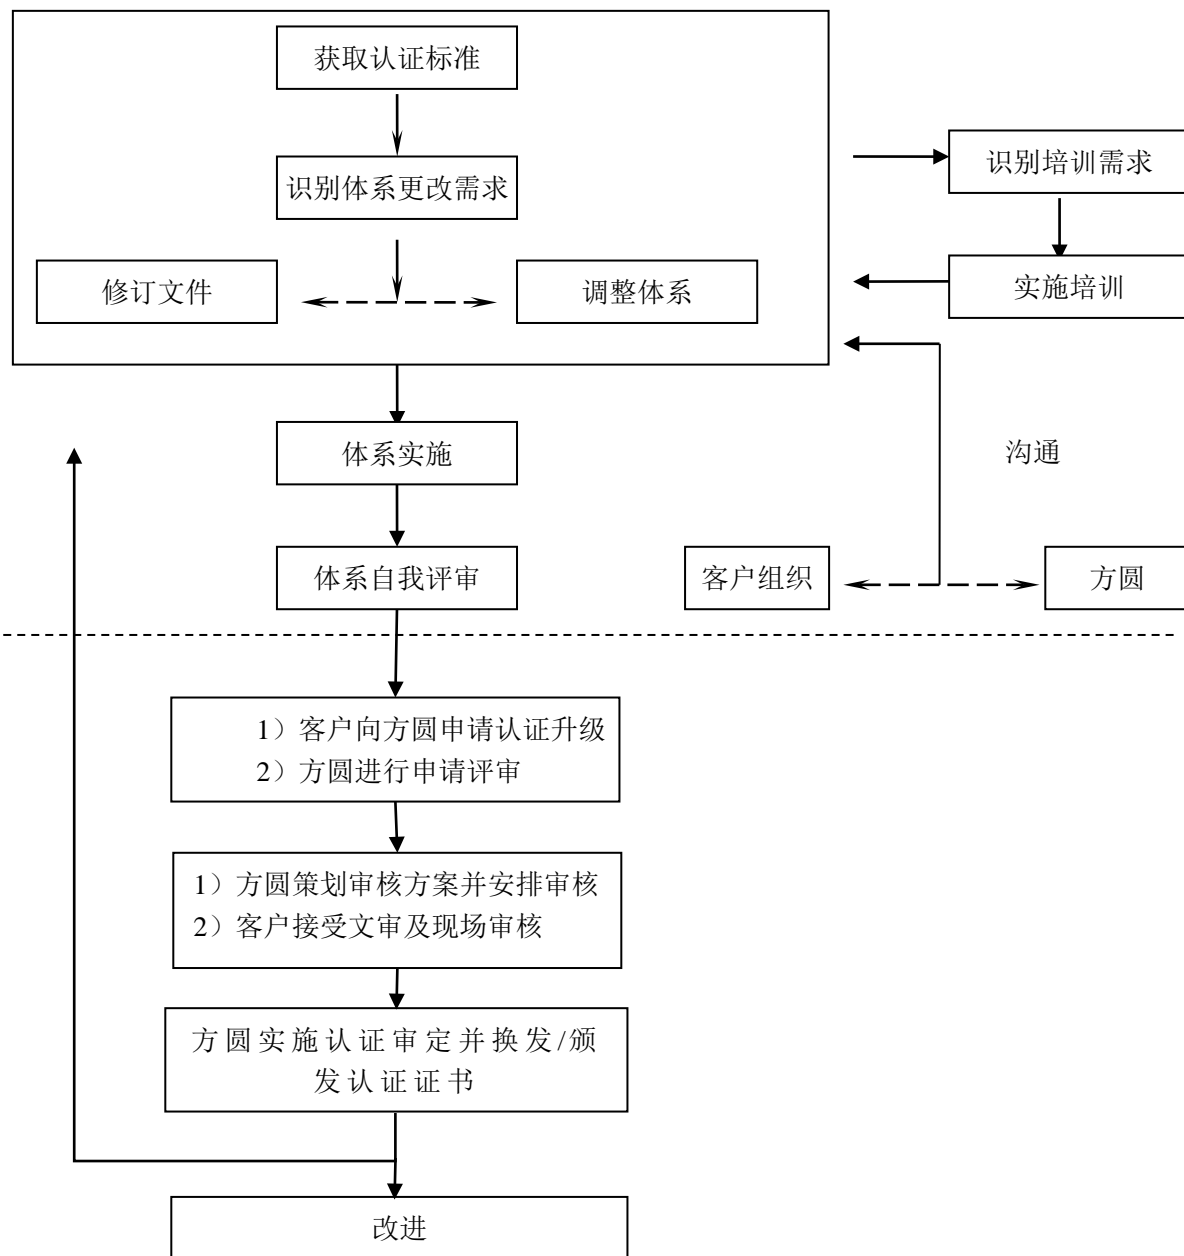 获取认证标准
识别培训需求
识别体系更改需求
修订文件
调整体系
实施培训
体系实施
沟通
体系自我评审
客户组织
方圆
1）客户向方圆申请认证升级
2）方圆进行申请评审
1）方圆策划审核方案并安排审核
2）客户接受文审及现场审核
方圆实施认证审定并换发/颁
发认证证书
改进